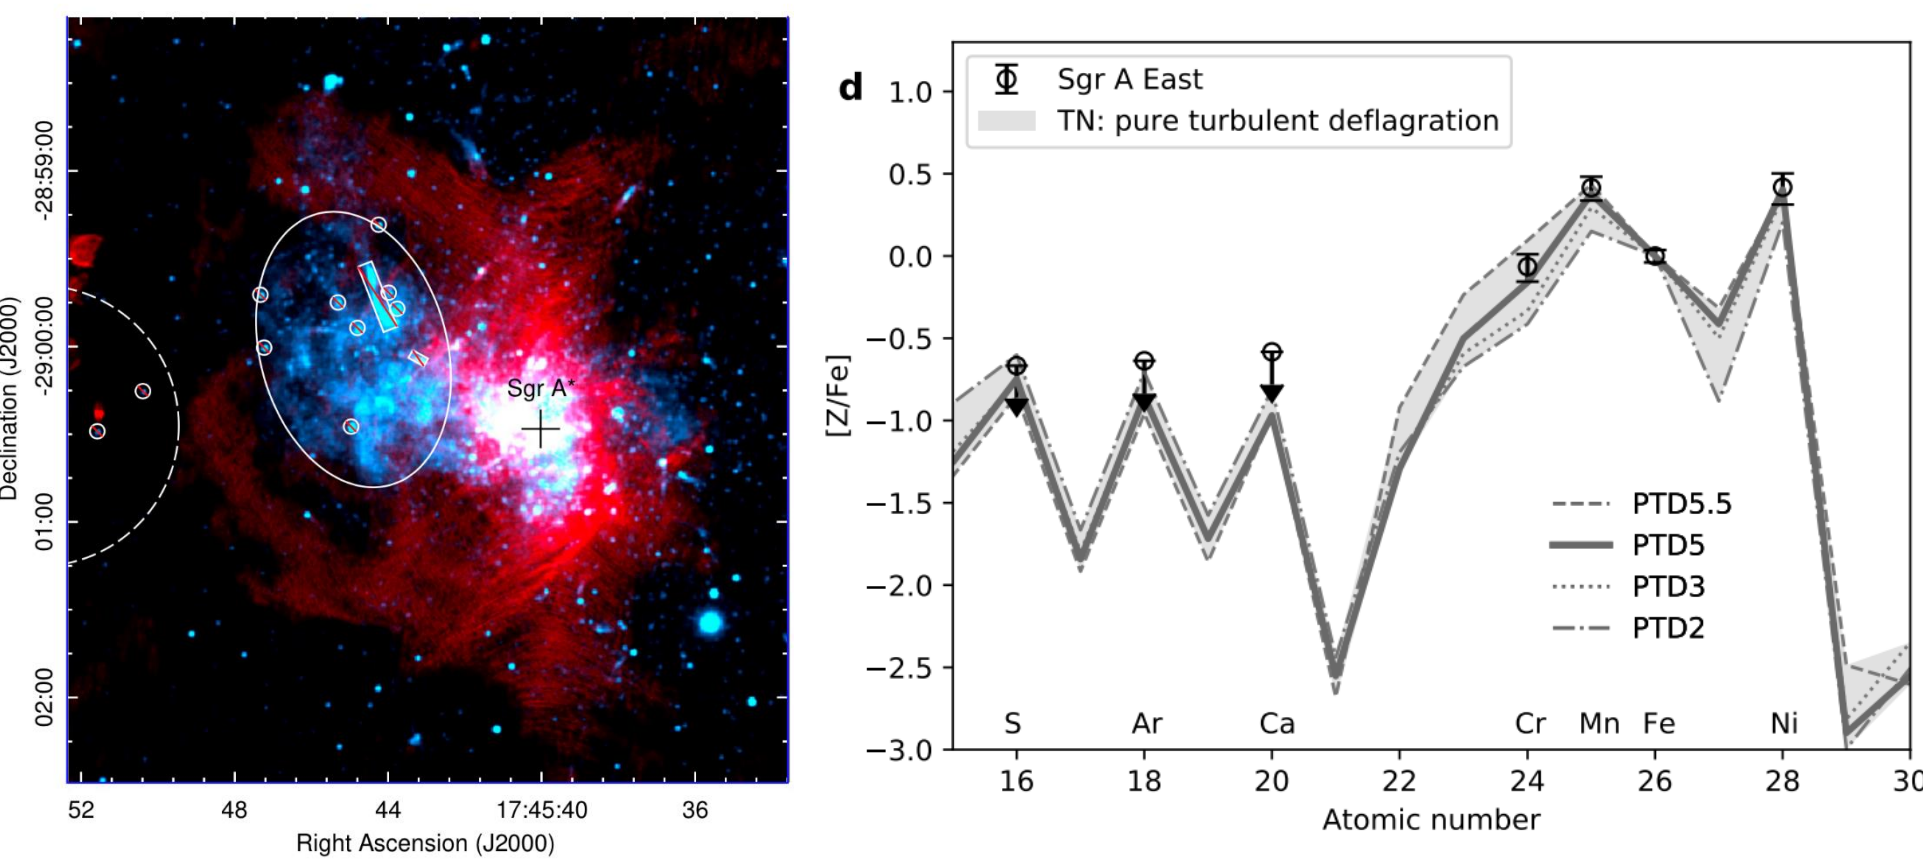 Declination (J2000)
-28:59:00
-29:00:00
01:00
02:00
Sgr A*
52
48
44
17:45:40
36
Right Ascension (J2000)
d
Sgr A East
TN: pure turbulent deflagration
[Z/Fe]
1.0
0.5
0.0
−0.5
−1.0
−1.5
−2.0
−2.5
−3.0
PTD5.5
PTD5
PTD3
PTD2
S Ar Ca Cr Mn Fe Ni
16 18 20 22 24 26 28 30
Atomic number